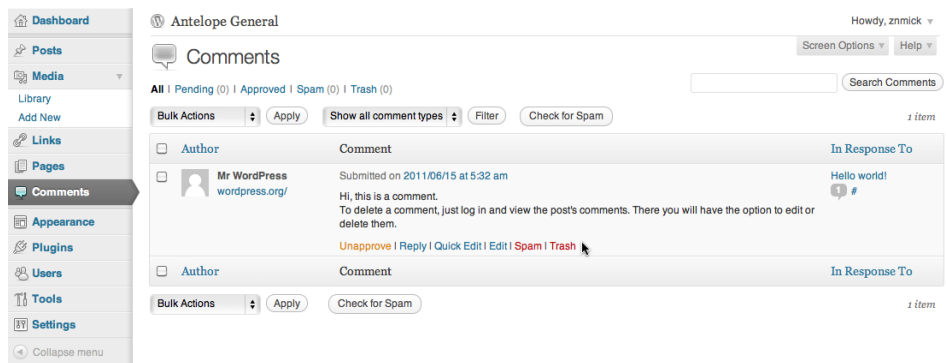 Dashboard
Posts
Media
Library
Add New
Links
Pages
Comments
Appearance
Plugins
Users
Tools
Settings
Collapse menu
Antelope General
Howdy, znmick
Screen Options
Help
Comments
All | Pending (0) | Approved | Spam (0) | Trash (0)
Search Comments
Bulk Actions Apply Show all comment types Filter Check for Spam 1 item
Author Comment In Response To
Mr WordPress
wordpress.org/
Submitted on 2011/06/15 at 5:32 am
Hi, this is a comment.
To delete a comment, just log in and view the post's comments. There you will have the option to edit or
delete them.
Unapprove | Reply | Quick Edit | Edit | Spam | Trash
Hello world!
1 #
Author Comment In Response To
Bulk Actions Apply Check for Spam 1 item